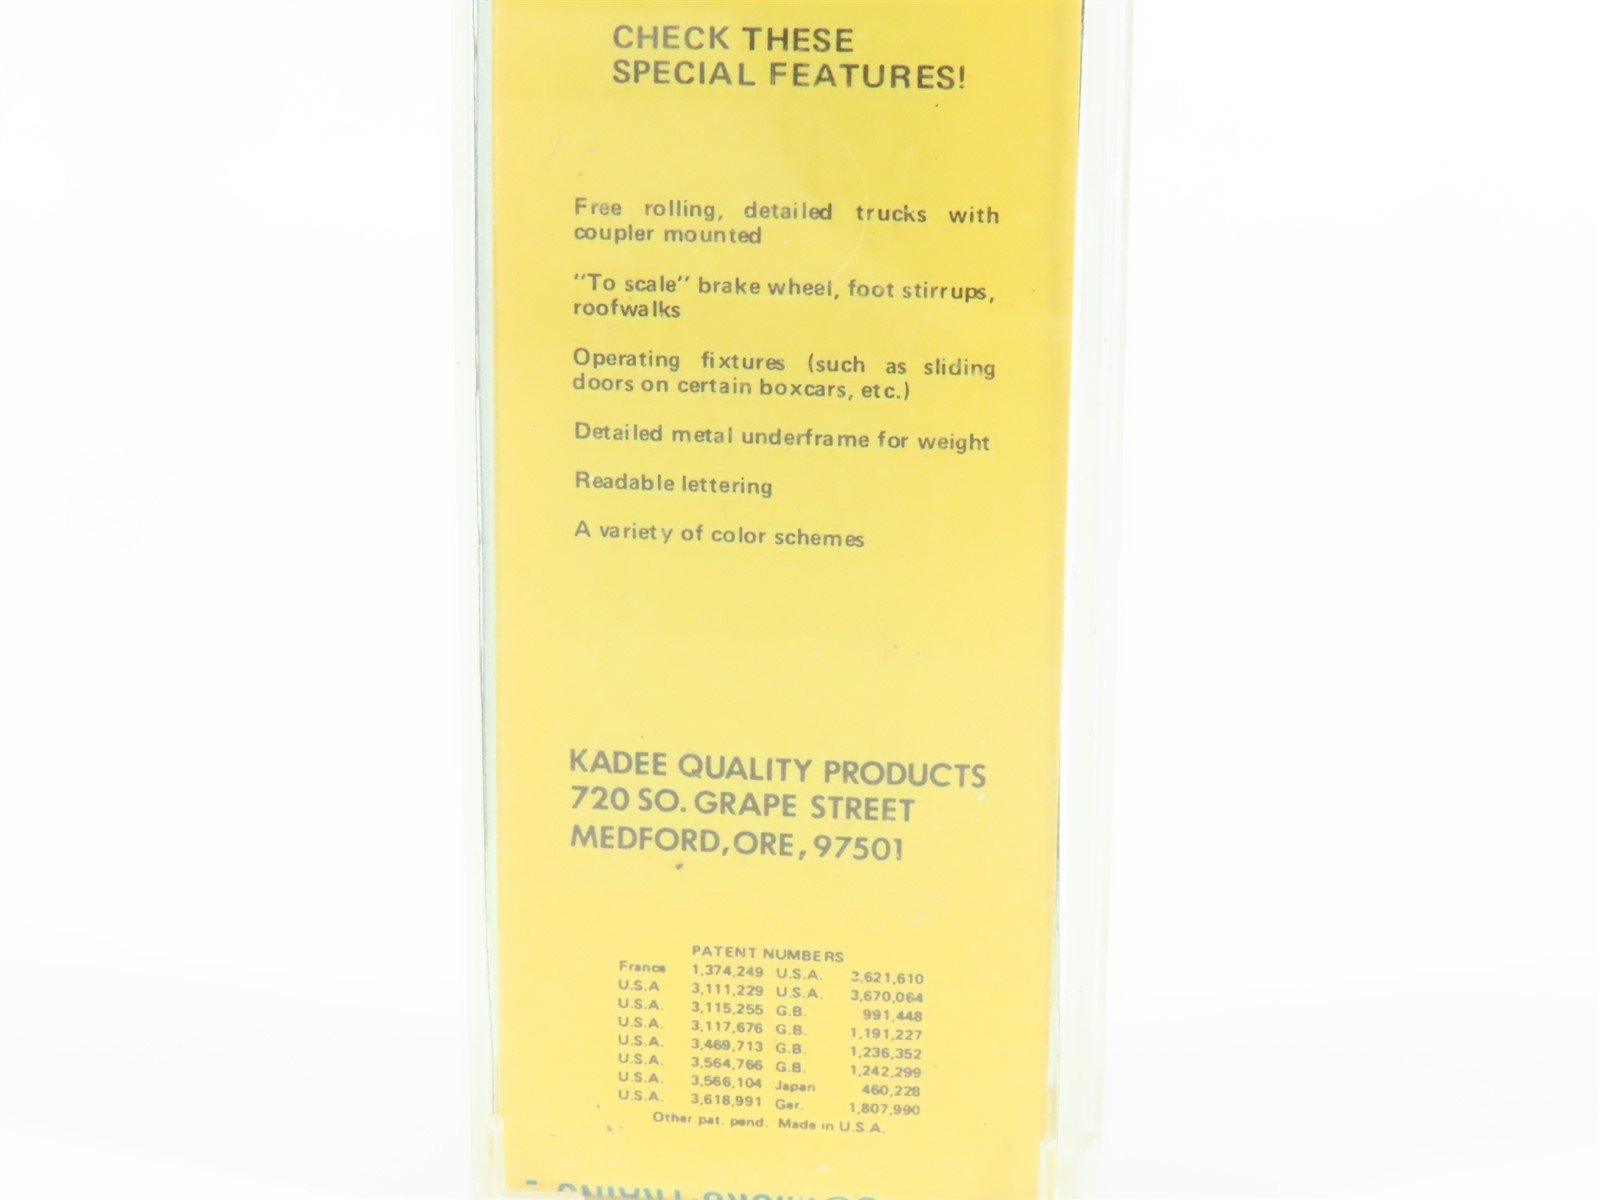 CHECK THESE
SPECIAL FEATURES!
Free rolling, detailed trucks with
coupler mounted
"To scale" brake wheel, foot stirrups,
roofwalks
Operating fixtures (such as sliding
doors on certain boxcars, etc.)
Detailed metal underframe for weight
Readable lettering
A variety of color schemes
KADEE QUALITY PRODUCTS
720 SO. GRAPE STREET
MEDFORD, ORE, 97501
PATENT NUMBERS
France 1,374,249 U.S.A. 3,621,610
U.S.A 3,111,229 U.S.A. 3,670,064
U.S.A. 3,115,255 G.B. 991,448
U.S.A. 3,117,676 G.B. 1,191,227
U.S.A. 3,469,713 G.B. 1,236,352
U.S.A. 3,564,766 G.B. 1,242,299
U.S.A. 3,566,104 Japan 460,228
U.S.A. 3,618,991 Ger. 1,807,990
Other pat. pend. Made in U.S.A.